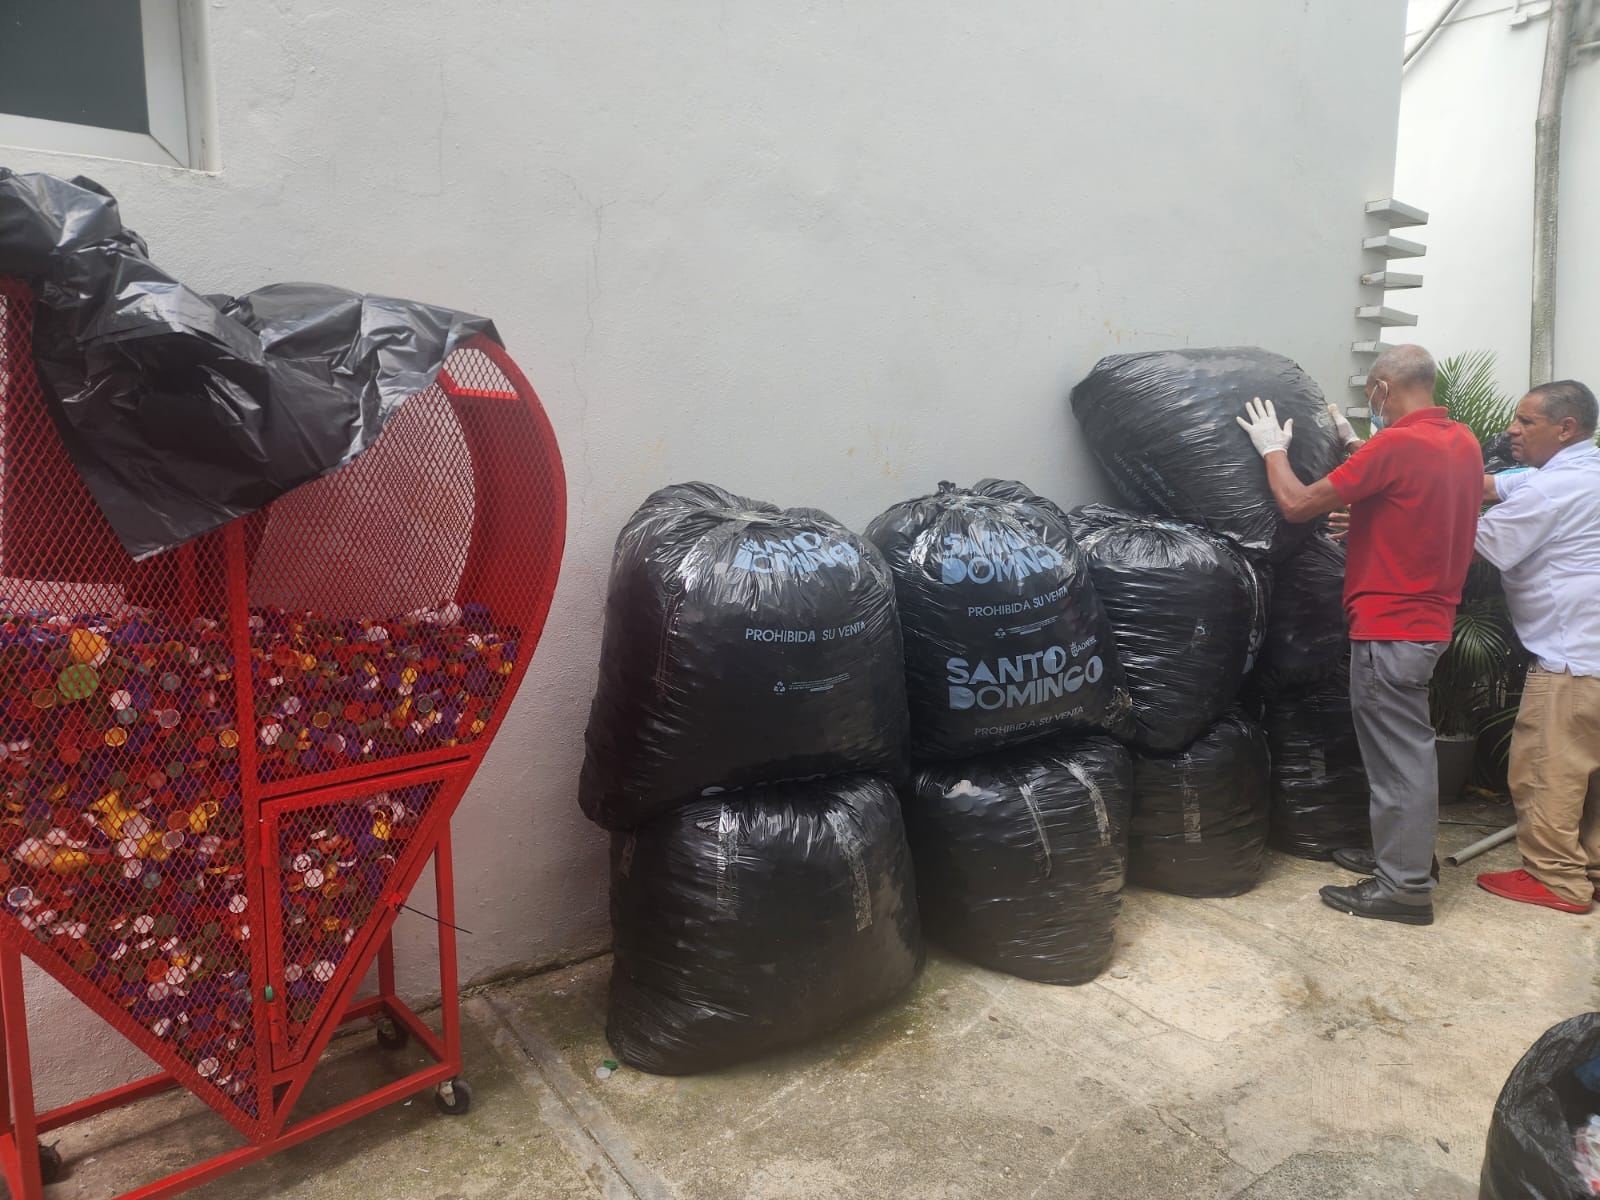 SANTO
DOMINGO
PROHIBIDA SU VENTA
SANTO
DOMINGO
PROHIBIDA SU VENTA
SANTO
DOMINGO
PROHIBIDA SU VENTA